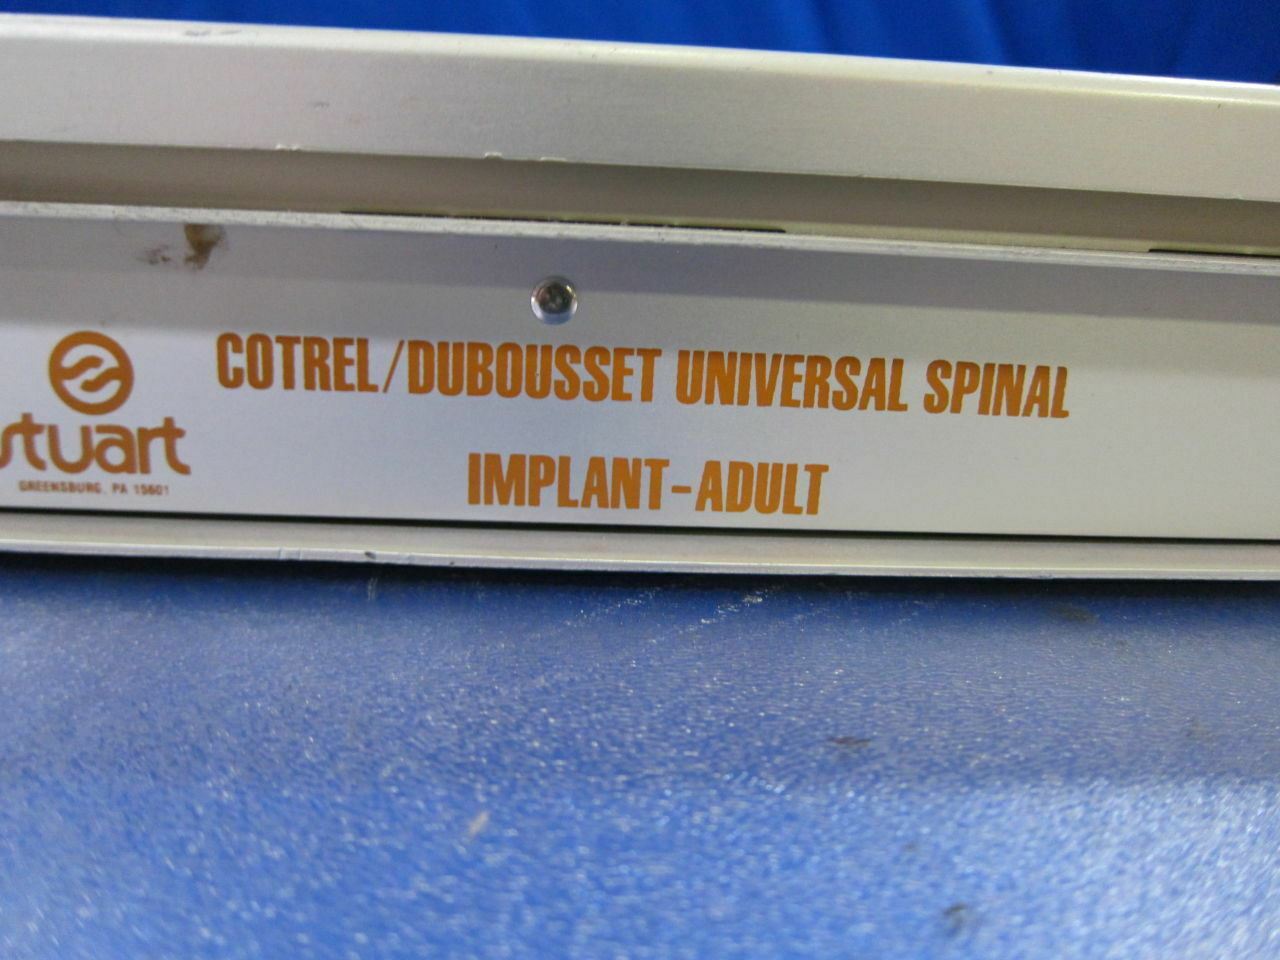 COTREL/DUBOUSSET UNIVERSAL SPINAL
IMPLANT-ADULT
stuart
GREENSBURG, PA 15601